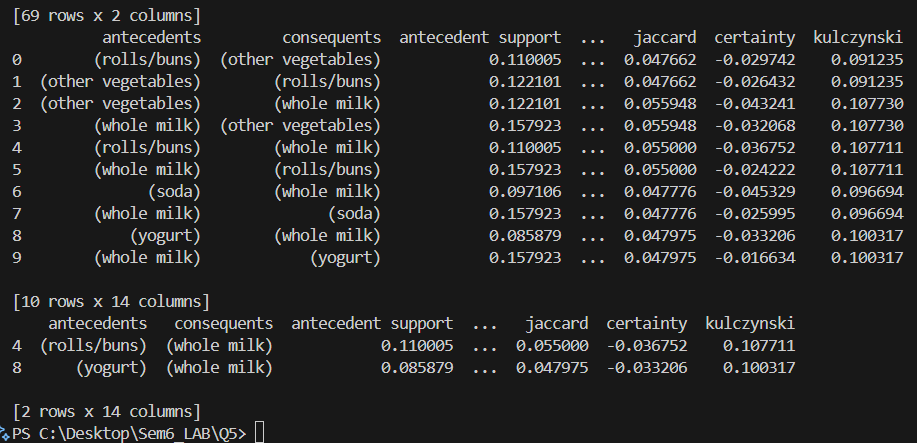 [69 rows x 2 columns]
antecedents consequents antecedent support ... jaccard certainty kulczynski
0 (rolls/buns) (other vegetables) 0.110005 ... 0.047662 -0.029742 0.091235
1 (other vegetables) (rolls/buns) 0.122101 ... 0.047662 -0.026432 0.091235
2 (other vegetables) (whole milk) 0.122101 ... 0.055948 -0.043241 0.107730
3 (whole milk) (other vegetables) 0.157923 ... 0.055948 -0.032068 0.107730
4 (rolls/buns) (whole milk) 0.110005 ... 0.055000 -0.036752 0.107711
5 (whole milk) (rolls/buns) 0.157923 ... 0.055000 -0.024222 0.107711
6 (soda) (whole milk) 0.097106 ... 0.047776 -0.045329 0.096694
7 (whole milk) (soda) 0.157923 ... 0.047776 -0.025995 0.096694
8 (yogurt) (whole milk) 0.085879 ... 0.047975 -0.033206 0.100317
9 (whole milk) (yogurt) 0.157923 ... 0.047975 -0.016634 0.100317
[10 rows x 14 columns]
antecedents consequents antecedent support ... jaccard certainty kulczynski
4 (rolls/buns) (whole milk) 0.110005 ... 0.055000 -0.036752 0.107711
8 (yogurt) (whole milk) 0.085879 ... 0.047975 -0.033206 0.100317
[2 rows x 14 columns]
PS C:\Desktop\Sem6_LAB\Q5>